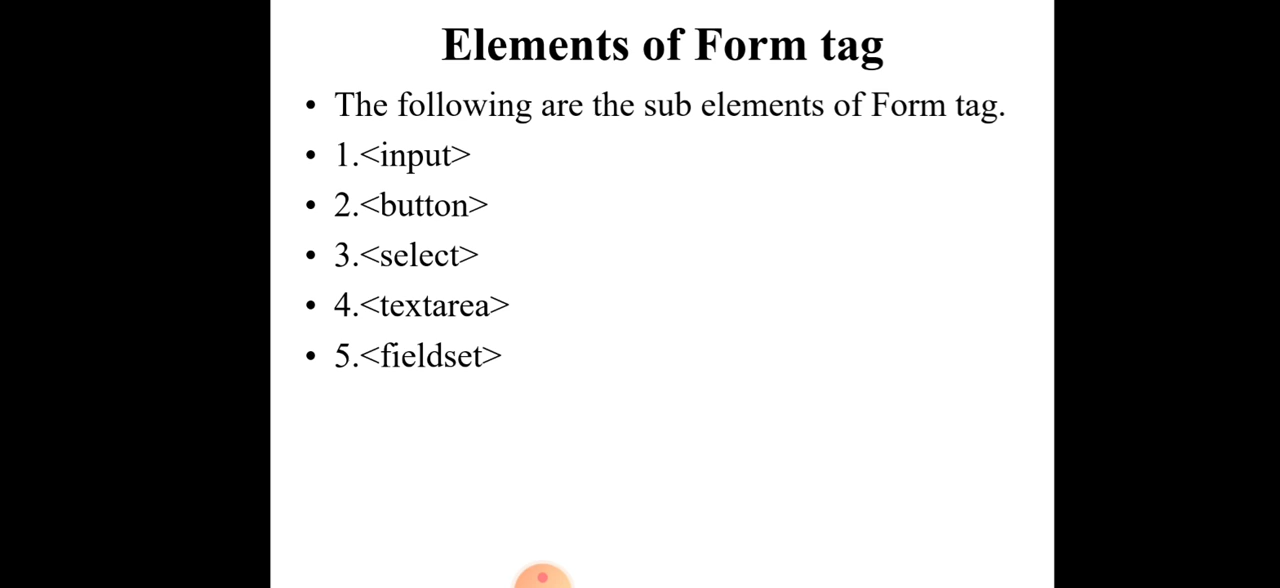 Elements of Form tag
• The following are the sub elements of Form tag.
• 1.<input>
• 2.<button>
• 3.<select>
• 4.<textarea>
• 5.<fieldset>